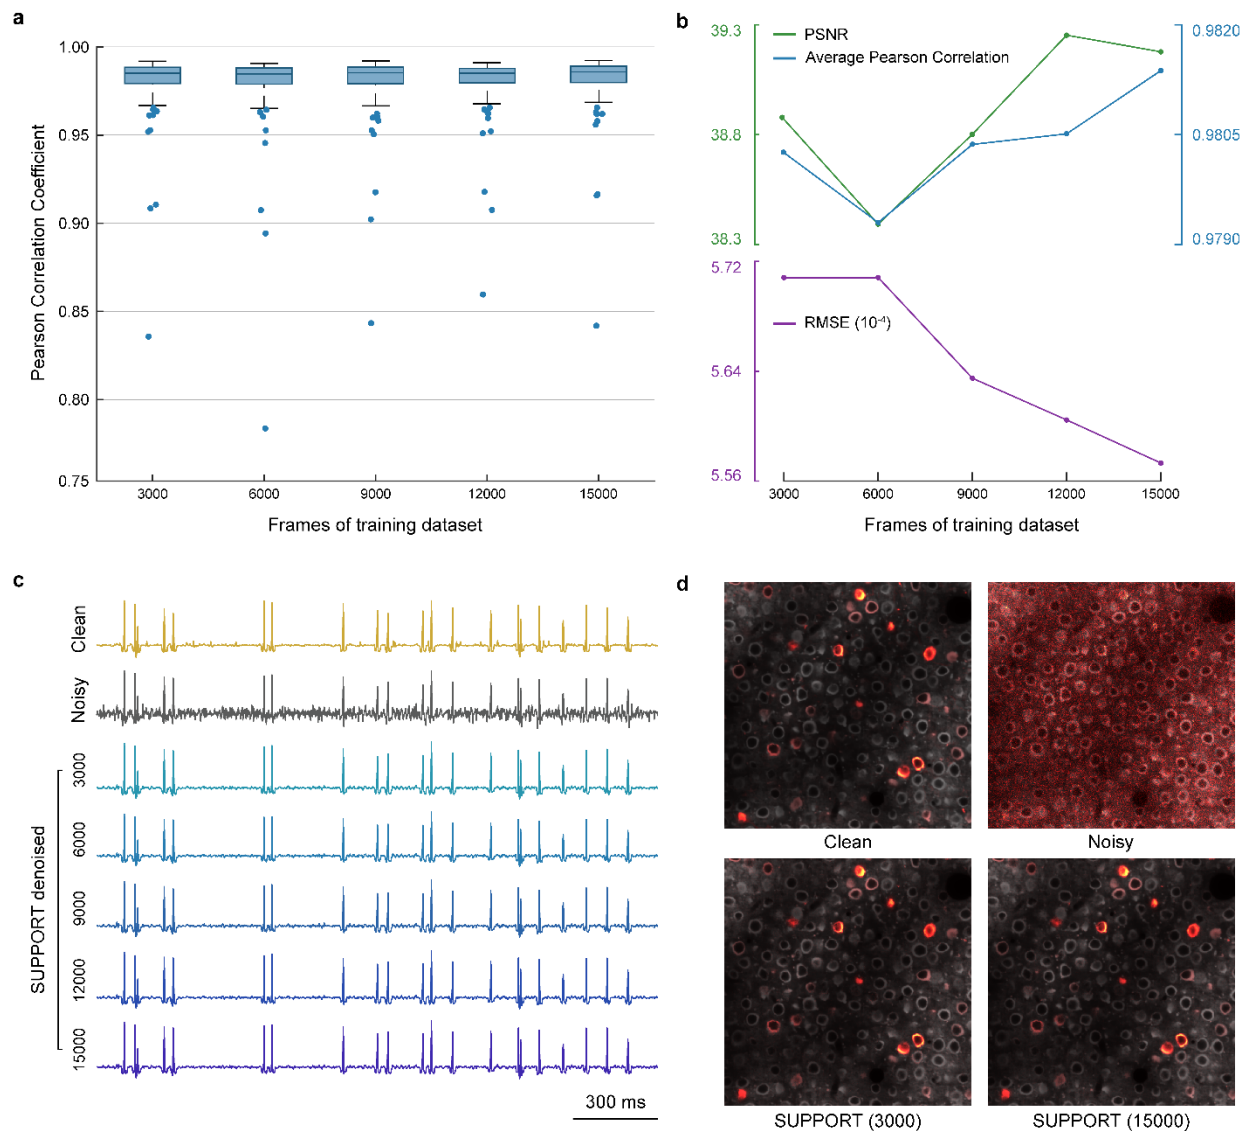 a
1.00
0.95
0.90
0.85
0.80
0.75
Pearson Correlation Coefficient
3000
6000
9000
12000
15000
Frames of training dataset
b
39.3
38.8
38.3
PSNR
Average Pearson Correlation
0.9820
0.9805
0.9790
5.72
5.64
5.56
RMSE (10⁻⁴)
3000
6000
9000
12000
15000
Frames of training dataset
c
Clean
Noisy
SUPPORT denoised
3000
6000
9000
12000
15000
300 ms
d
Clean
Noisy
SUPPORT (3000)
SUPPORT (15000)